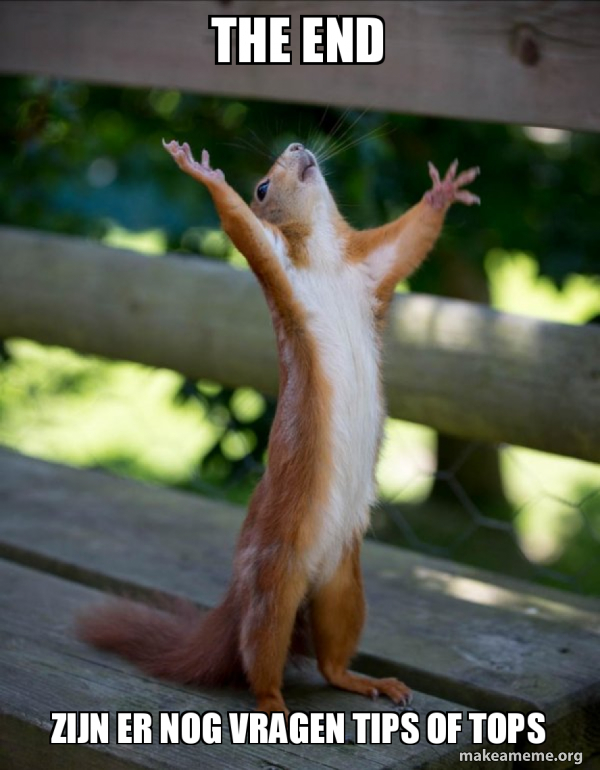 THE END
ZIJN ER NOG VRAGEN TIPS OF TOPS
makeameme.org